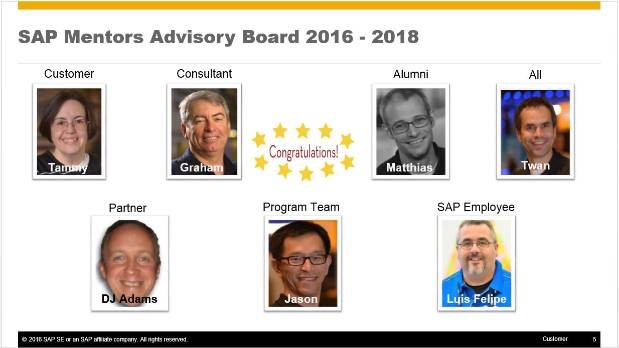 SAP Mentors Advisory Board 2016 - 2018
Customer
Consultant
Alumni
All
Tammy
Graham
Congratulations!
Matthias
Twan
Partner
Program Team
SAP Employee
DJ Adams
Jason
Luis Felipe
© 2016 SAP SE or an SAP affiliate company. All rights reserved.
Customer
5